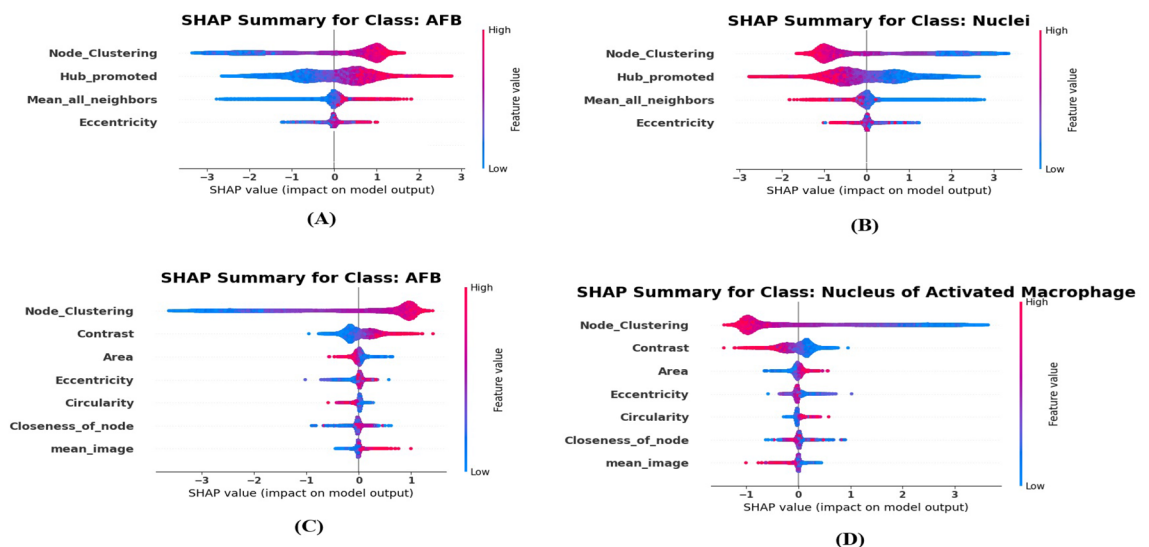 SHAP Summary for Class: AFB
High
Node_Clustering
Hub_promoted
Mean_all_neighbors
Eccentricity
Feature value
Low
−3 −2 −1 0 1 2 3
SHAP value (impact on model output)
(A)
SHAP Summary for Class: Nuclei
High
Node_Clustering
Hub_promoted
Mean_all_neighbors
Eccentricity
Feature value
Low
−3 −2 −1 0 1 2 3
SHAP value (impact on model output)
(B)
SHAP Summary for Class: AFB
High
Node_Clustering
Contrast
Area
Eccentricity
Circularity
Closeness_of_node
mean_image
Feature value
Low
−3 −2 −1 0 1
SHAP value (impact on model output)
(C)
SHAP Summary for Class: Nucleus of Activated Macrophage
High
Node_Clustering
Contrast
Area
Eccentricity
Circularity
Closeness_of_node
mean_image
Feature value
Low
−1 0 1 2 3
SHAP value (impact on model output)
(D)